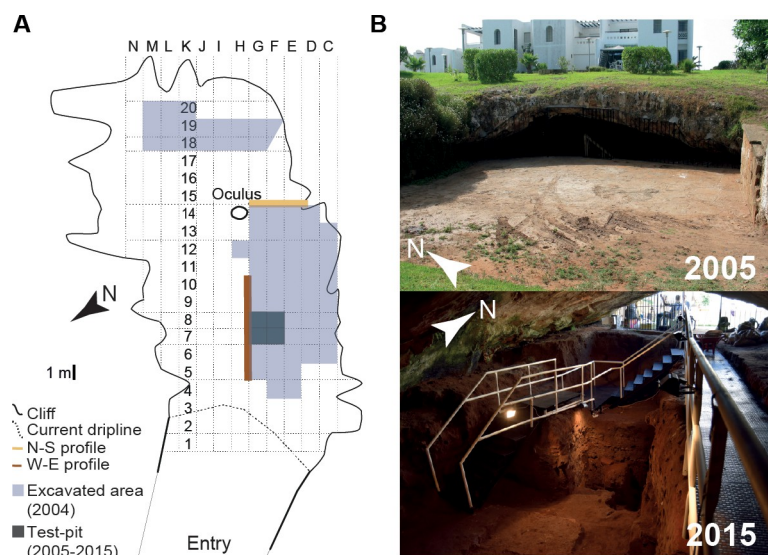 A
N M L K J I H G F E D C
20
19
18
17
16
15
Oculus
14
13
12
11
10
9
8
7
6
5
4
3
2
1
N
1 m
Cliff
Current dripline
N-S profile
W-E profile
Excavated area
(2004)
Test-pit
(2005-2015)
Entry
B
N
2005
N
2015